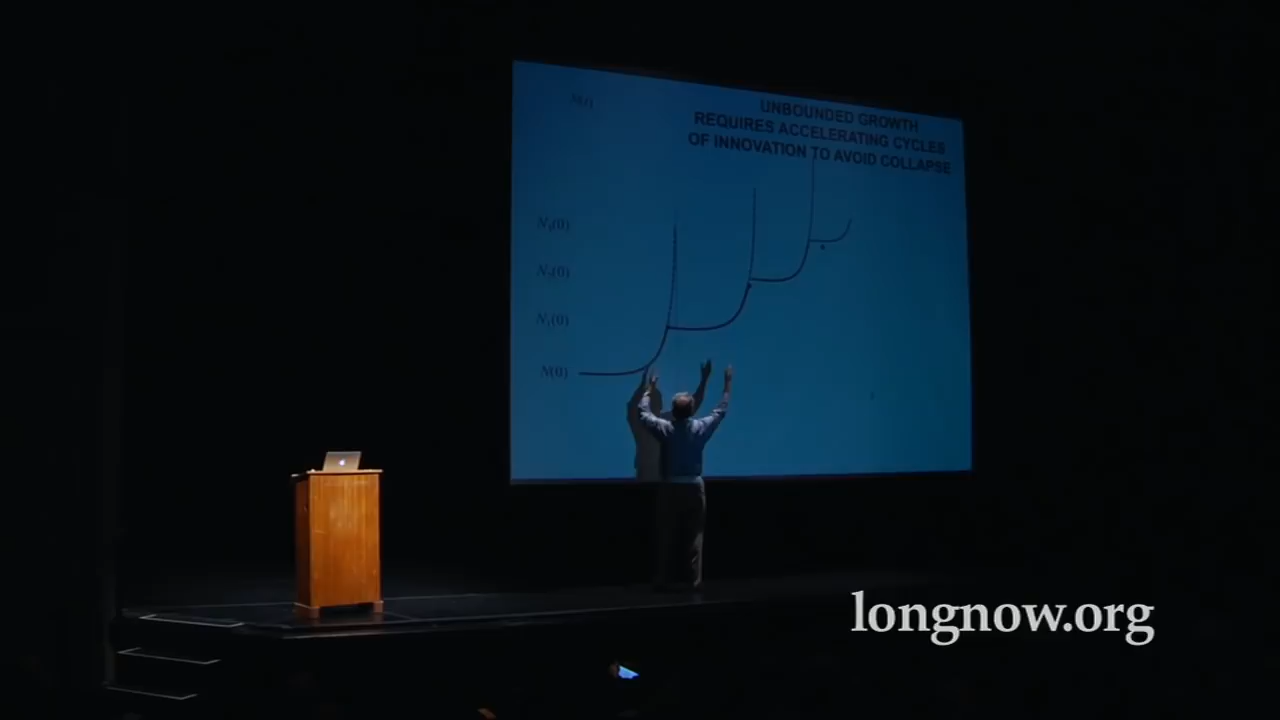 N(t)
UNBOUNDED GROWTH
REQUIRES ACCELERATING CYCLES
OF INNOVATION TO AVOID COLLAPSE
N₃(0)
N₂(0)
N₁(0)
N(0)
longnow.org